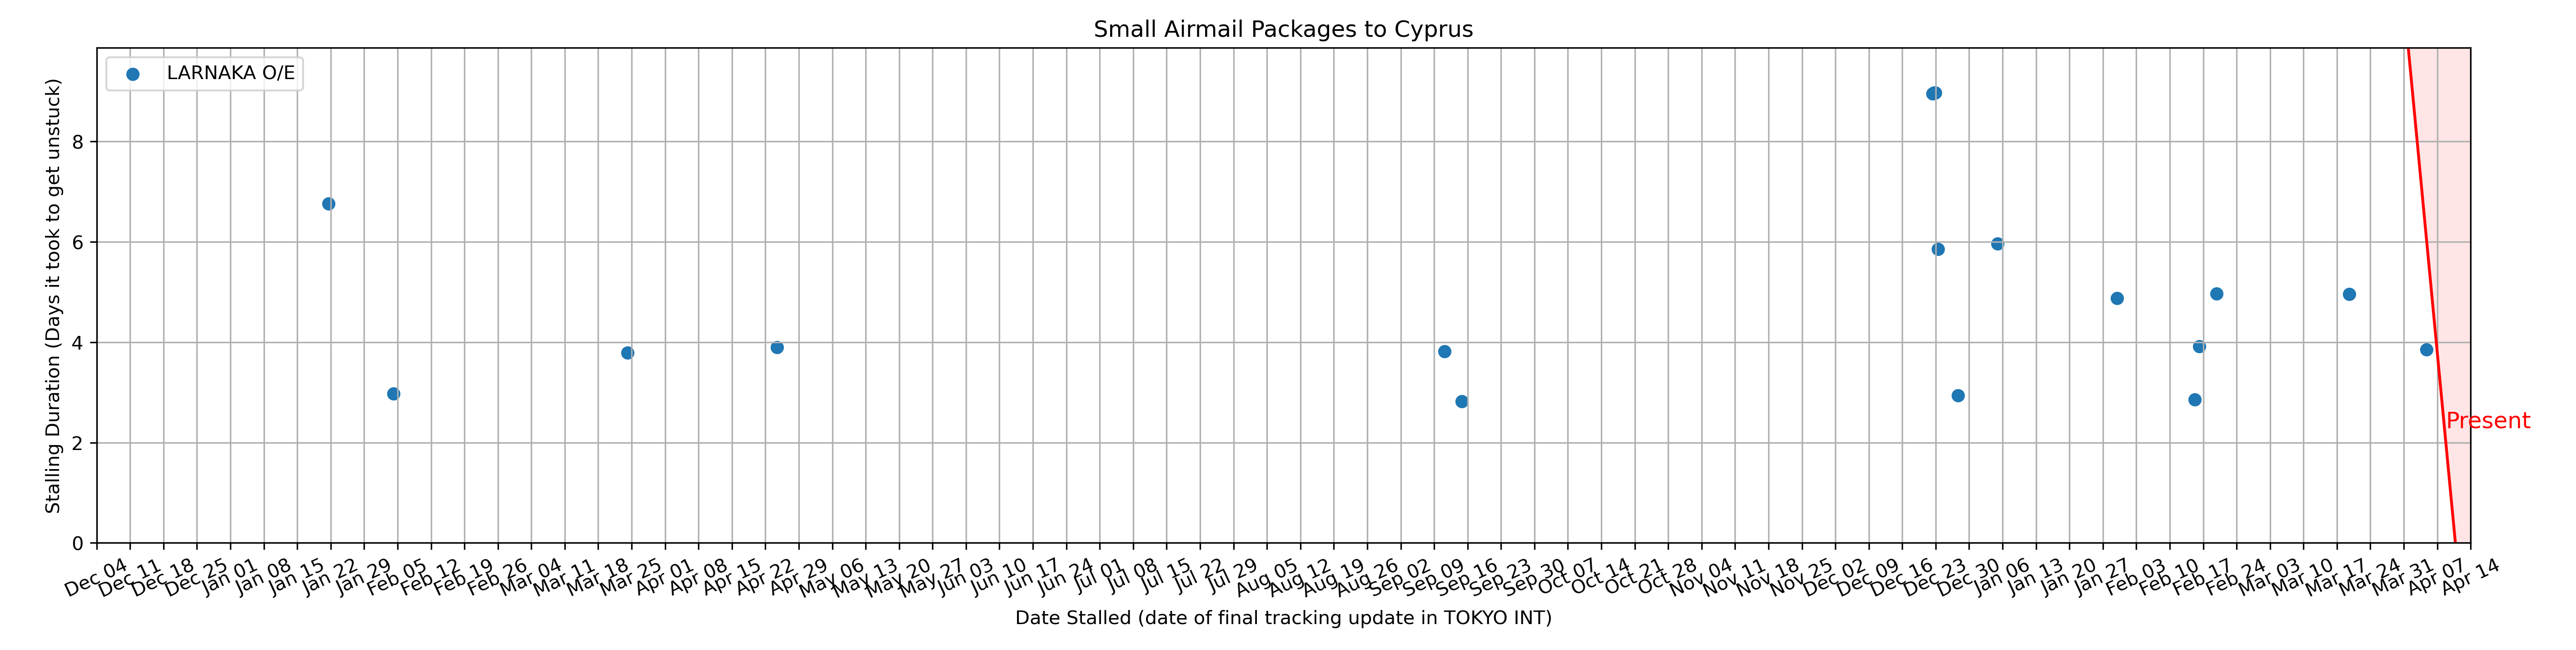 Small Airmail Packages to Cyprus
LARNAKA O/E
Stalling Duration (Days it took to get unstuck)
8
6
4
2
0
Present
Dec 04 Dec 11 Dec 18 Dec 25 Jan 01 Jan 08 Jan 15 Jan 22 Jan 29 Feb 05 Feb 12 Feb 19 Feb 26 Mar 04 Mar 11 Mar 18 Mar 25 Apr 01 Apr 08 Apr 15 Apr 22 Apr 29 May 06 May 13 May 20 May 27 Jun 03 Jun 10 Jun 17 Jun 24 Jul 01 Jul 08 Jul 15 Jul 22 Jul 29 Aug 05 Aug 12 Aug 19 Aug 26 Sep 02 Sep 09 Sep 16 Sep 23 Sep 30 Oct 07 Oct 14 Oct 21 Oct 28 Nov 04 Nov 11 Nov 18 Nov 25 Dec 02 Dec 09 Dec 16 Dec 23 Dec 30 Jan 06 Jan 13 Jan 20 Jan 27 Feb 03 Feb 10 Feb 17 Feb 24 Mar 03 Mar 10 Mar 17 Mar 24 Mar 31 Apr 07 Apr 14
Date Stalled (date of final tracking update in TOKYO INT)